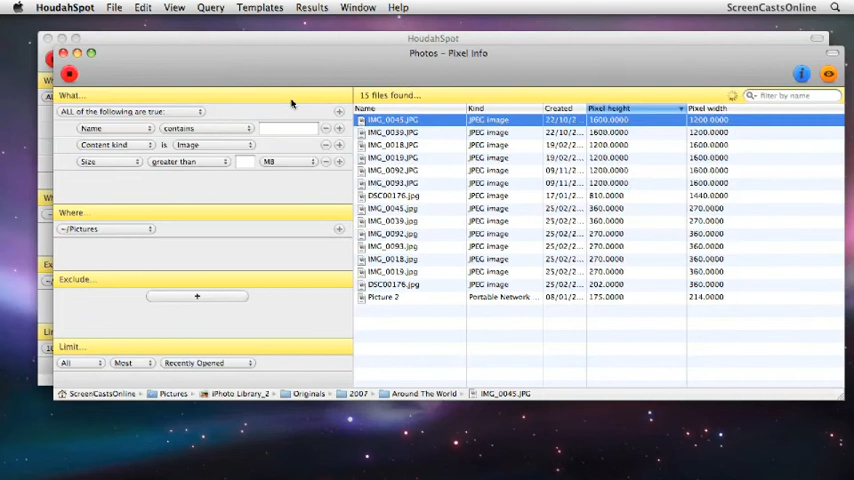 HoudahSpot File Edit View Query Templates Results Window Help ScreenCastsOnline
HoudahSpot
Photos - Pixel Info
What... 15 files found... Filter by name
ALL of the following are true: Name Kind Created Pixel height Pixel width
IMG_0045.JPG JPEG image 22/10/2... 1600.0000 1200.0000
Name contains IMG_0039.JPG JPEG image 22/10/2... 1600.0000 1200.0000
Content kind is Image IMG_0018.JPG JPEG image 19/02/2... 1200.0000 1600.0000
Size greater than MB IMG_0019.JPG JPEG image 19/02/2... 1200.0000 1600.0000
IMG_0092.JPG JPEG image 09/11/... 1200.0000 1600.0000
IMG_0093.JPG JPEG image 09/11/... 1200.0000 1600.0000
DSC00176.jpg JPEG image 17/01/2... 810.0000 1440.0000
Where... IMG_0045.jpg JPEG image 25/02/2... 360.0000 270.0000
~/Pictures IMG_0039.jpg JPEG image 25/02/2... 360.0000 270.0000
IMG_0092.jpg JPEG image 25/02/2... 270.0000 360.0000
IMG_0093.jpg JPEG image 25/02/2... 270.0000 360.0000
IMG_0018.jpg JPEG image 25/02/2... 270.0000 360.0000
Exclude... IMG_0019.jpg JPEG image 25/02/2... 270.0000 360.0000
DSC00176.jpg JPEG image 25/02/2... 202.0000 360.0000
+ Picture 2 Portable Network ... 08/01/2... 175.0000 214.0000
Limit...
All Most Recently Opened
ScreenCastsOnline Pictures iPhoto Library_2 Originals 2007 Around The World IMG_0045.JPG